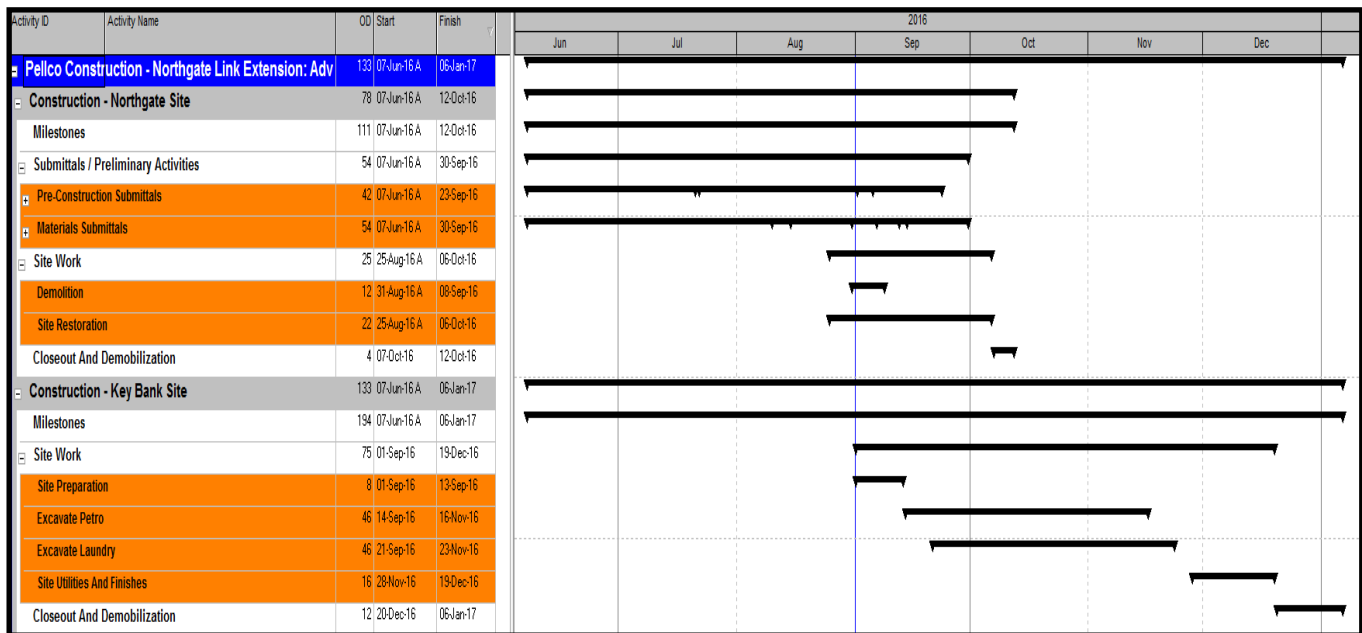 Activity ID Activity Name OD Start Finish 2016
Jun Jul Aug Sep Oct Nov Dec
Pellco Construction - Northgate Link Extension: Adv 133 07-Jun-16 A 06-Jan-17
Construction - Northgate Site 78 07-Jun-16 A 12-Oct-16
Milestones 111 07-Jun-16 A 12-Oct-16
Submittals / Preliminary Activities 54 07-Jun-16 A 30-Sep-16
Pre-Construction Submittals 42 07-Jun-16 A 23-Sep-16
Materials Submittals 54 07-Jun-16 A 30-Sep-16
Site Work 25 25-Aug-16 A 06-Oct-16
Demolition 12 31-Aug-16 A 08-Sep-16
Site Restoration 22 25-Aug-16 A 06-Oct-16
Closeout And Demobilization 4 07-Oct-16 12-Oct-16
Construction - Key Bank Site 133 07-Jun-16 A 06-Jan-17
Milestones 194 07-Jun-16 A 06-Jan-17
Site Work 75 01-Sep-16 19-Dec-16
Site Preparation 8 01-Sep-16 13-Sep-16
Excavate Petro 46 14-Sep-16 16-Nov-16
Excavate Laundry 46 21-Sep-16 23-Nov-16
Site Utilities And Finishes 16 28-Nov-16 19-Dec-16
Closeout And Demobilization 12 20-Dec-16 06-Jan-17